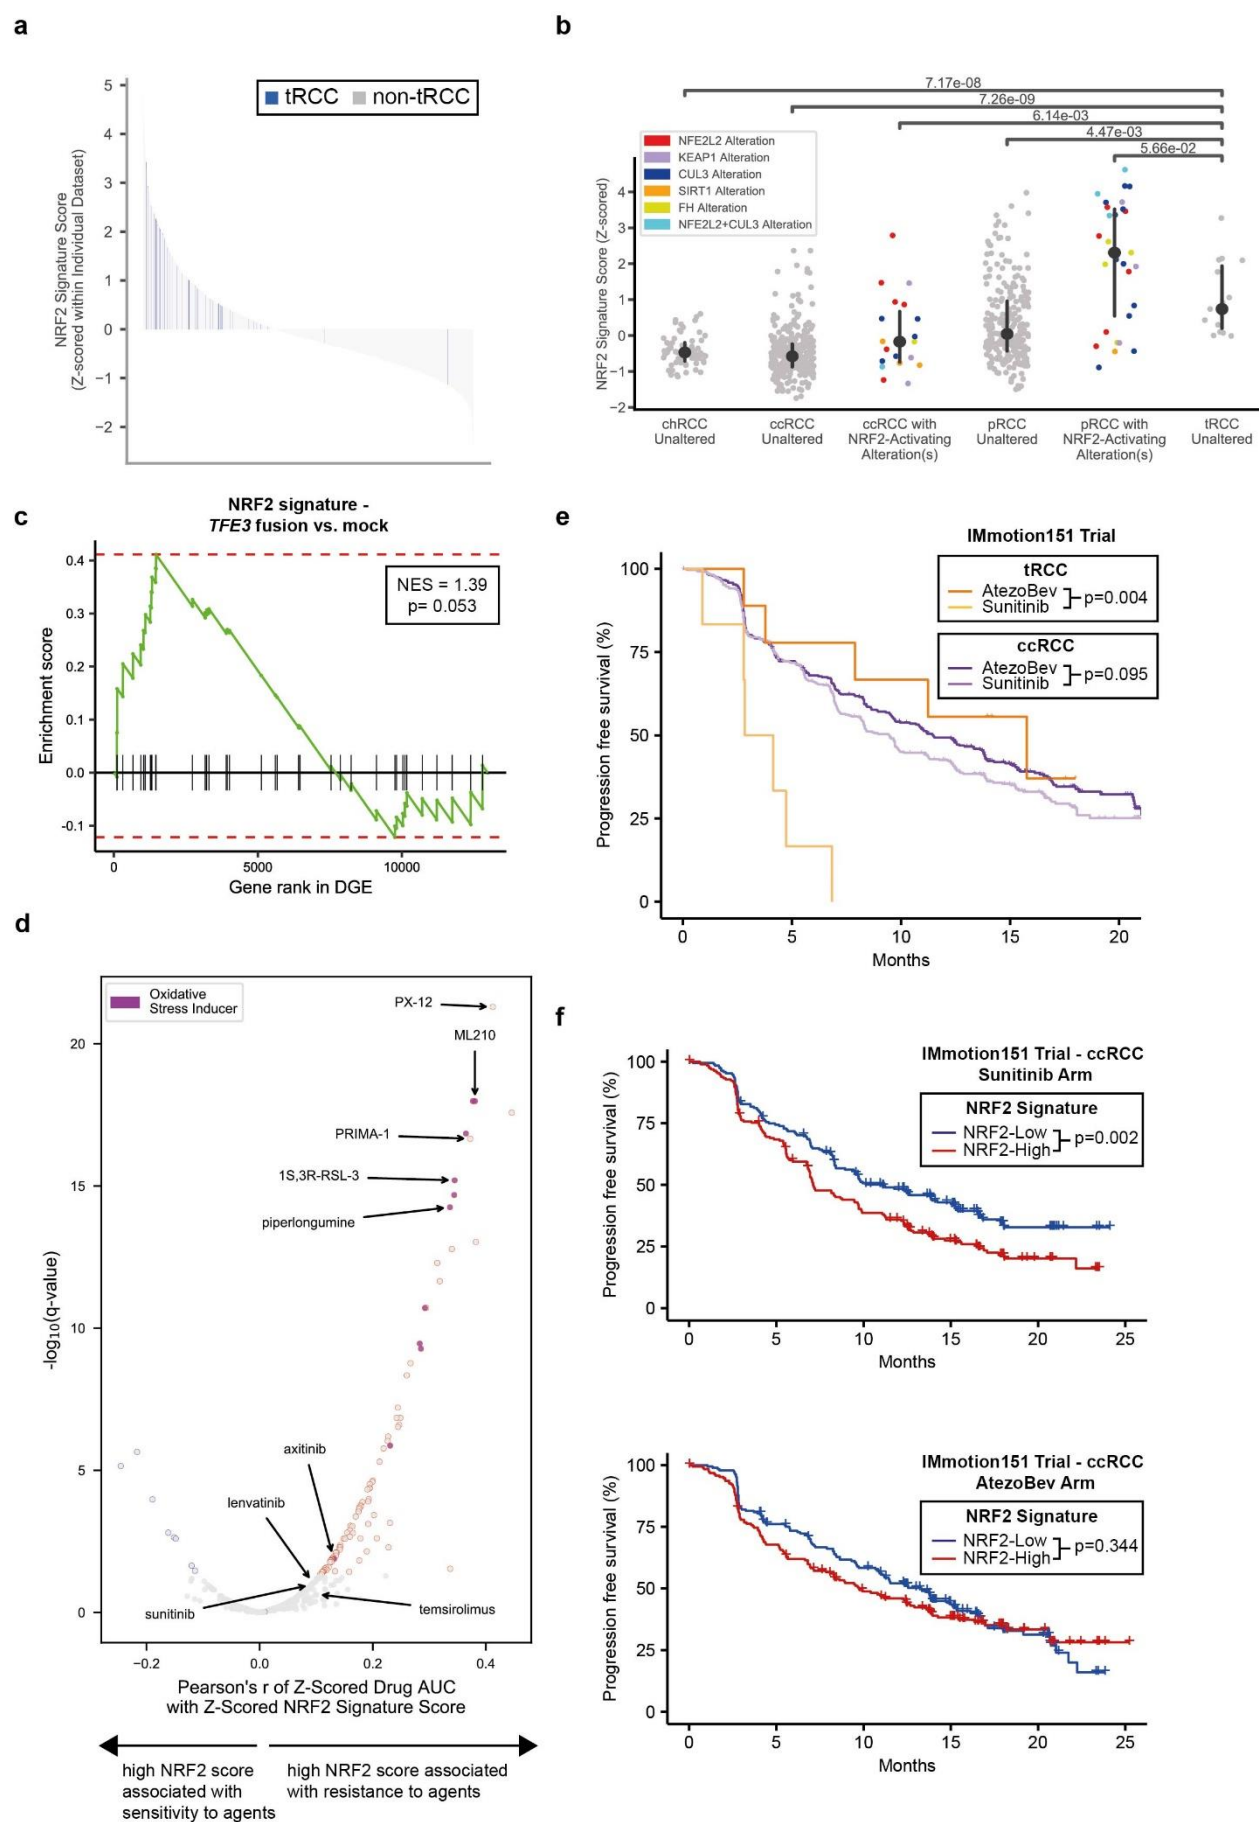 a
5
4
3
2
1
0
−1
−2
NRF2 Signature Score
(Z-scored within Individual Dataset)
tRCC
non-tRCC
b
7.17e-08
7.26e-09
6.14e-03
4.47e-03
5.66e-02
NFE2L2 Alteration
KEAP1 Alteration
CUL3 Alteration
SIRT1 Alteration
FH Alteration
NFE2L2+CUL3 Alteration
NRF2 Signature Score (Z-scored)
4
3
2
1
0
−1
−2
chRCC
Unaltered
ccRCC
Unaltered
ccRCC with
NRF2-Activating
Alteration(s)
pRCC
Unaltered
pRCC with
NRF2-Activating
Alteration(s)
tRCC
Unaltered
c
NRF2 signature -
TFE3 fusion vs. mock
NES = 1.39
p= 0.053
Enrichment score
0.4
0.3
0.2
0.1
0.0
-0.1
0
5000
10000
Gene rank in DGE
d
Oxidative
Stress Inducer
PX-12
ML210
PRIMA-1
1S,3R-RSL-3
piperlongumine
axitinib
lenvatinib
sunitinib
temsirolimus
-log10(q-value)
20
15
10
5
0
−0.2
0.0
0.2
0.4
Pearson's r of Z-Scored Drug AUC
with Z-Scored NRF2 Signature Score
high NRF2 score
associated with
sensitivity to agents
high NRF2 score associated
with resistance to agents
e
IMmotion151 Trial
tRCC
AtezoBev
Sunitinib
p=0.004
ccRCC
AtezoBev
Sunitinib
p=0.095
Progression free survival (%)
100
75
50
25
0
0
5
10
15
20
Months
f
IMmotion151 Trial - ccRCC
Sunitinib Arm
NRF2 Signature
NRF2-Low
NRF2-High
p=0.002
Progression free survival (%)
100
75
50
25
0
0
5
10
15
20
25
Months
IMmotion151 Trial - ccRCC
AtezoBev Arm
NRF2 Signature
NRF2-Low
NRF2-High
p=0.344
Progression free survival (%)
100
75
50
25
0
0
5
10
15
20
25
Months